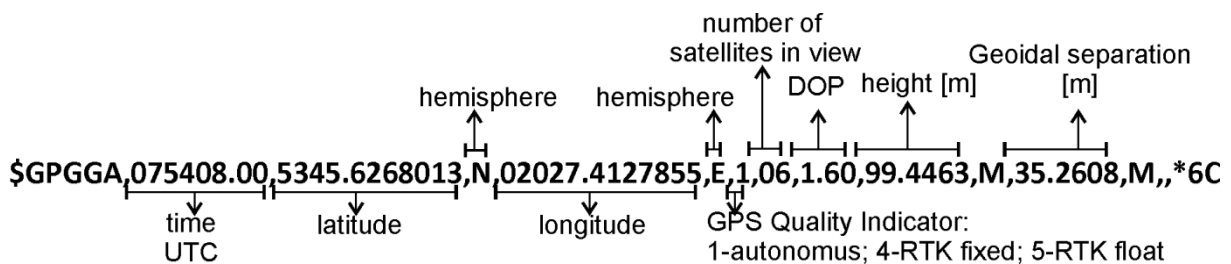 number of
satellites in view
Geoidal separation
[m]
DOP
height [m]
hemisphere
hemisphere
$GPGGA,075408.00,5345.6268013,N,02027.4127855,E,1,06,1.60,99.4463,M,35.2608,M,,*6C
time
UTC
latitude
longitude
GPS Quality Indicator:
1-autonomus; 4-RTK fixed; 5-RTK float